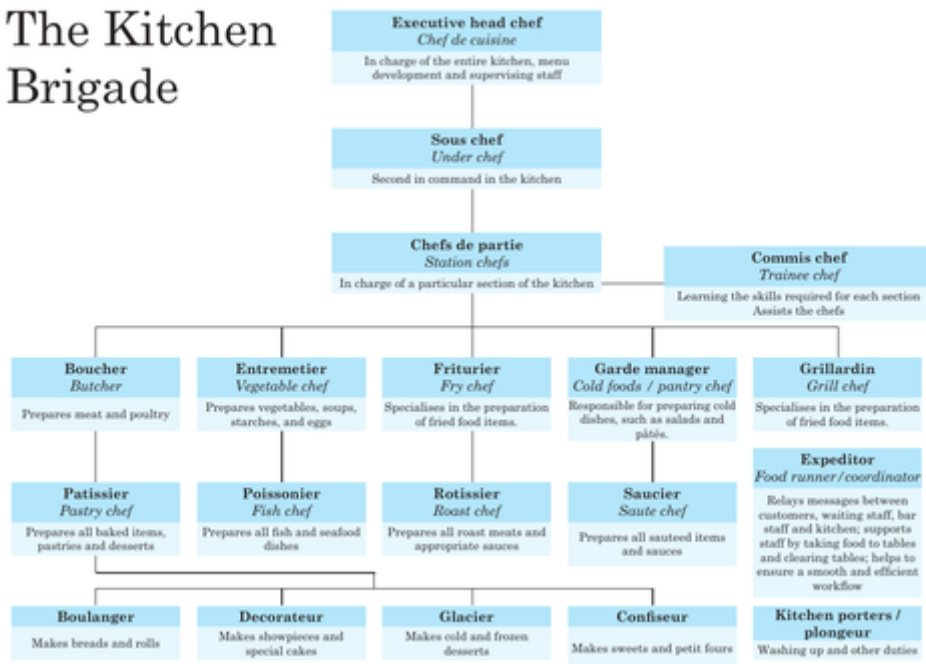 The Kitchen
Brigade
Executive head chef
Chef de cuisine
In charge of the entire kitchen, menu
development and supervising staff
Sous chef
Under chef
Second in command in the kitchen
Chefs de partie
Station chefs
In charge of a particular section of the kitchen
Commis chef
Trainee chef
Learning the skills required for each section
Assists the chefs
Boucher
Butcher
Prepares meat and poultry
Entremetier
Vegetable chef
Prepares vegetables, soups,
starches, and eggs
Friturier
Fry chef
Specialises in the preparation
of fried food items.
Garde manager
Cold foods / pantry chef
Responsible for preparing cold
dishes, such as salads and
pâtés.
Grillardin
Grill chef
Specialises in the preparation
of fried food items.
Patissier
Pastry chef
Prepares all baked items,
pastries and desserts
Poissonier
Fish chef
Prepares all fish and seafood
dishes
Rotissier
Roast chef
Prepares all roast meats and
appropriate sauces
Saucier
Saute chef
Prepares all sauteed items
and sauces
Expeditor
Food runner/coordinator
Relays messages between
customers, waiting staff, bar
staff and kitchen; supports
staff by taking food to tables
and clearing tables; helps to
ensure a smooth and efficient
workflow
Boulanger
Makes breads and rolls
Decorateur
Makes showpieces and
special cakes
Glacier
Makes cold and frozen
desserts
Confiseur
Makes sweets and petit fours
Kitchen porters /
plongeur
Washing up and other duties